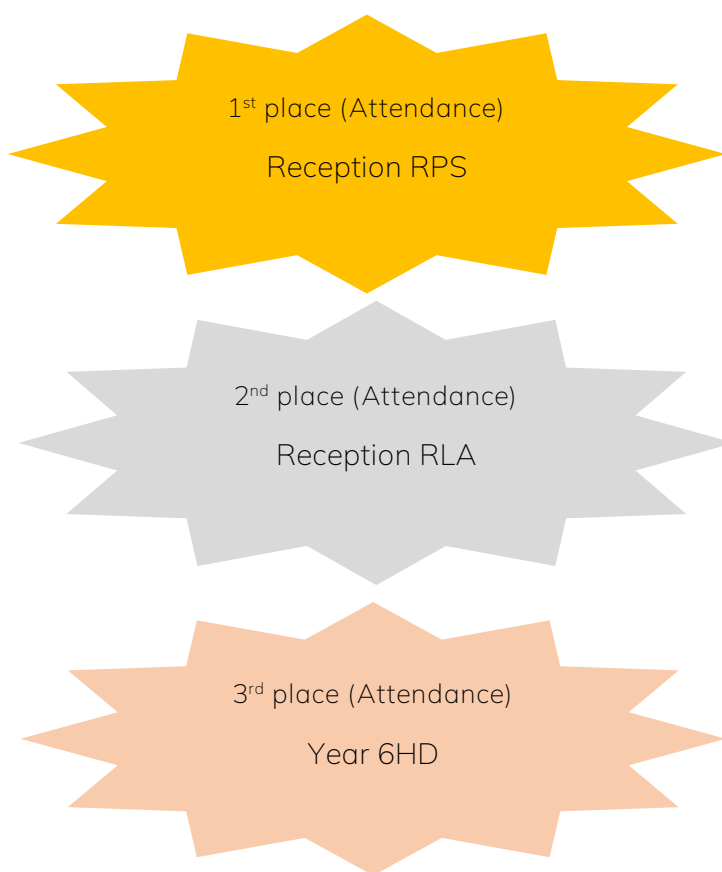 1st place (Attendance)
Reception RPS
2nd place (Attendance)
Reception RLA
3rd place (Attendance)
Year 6HD